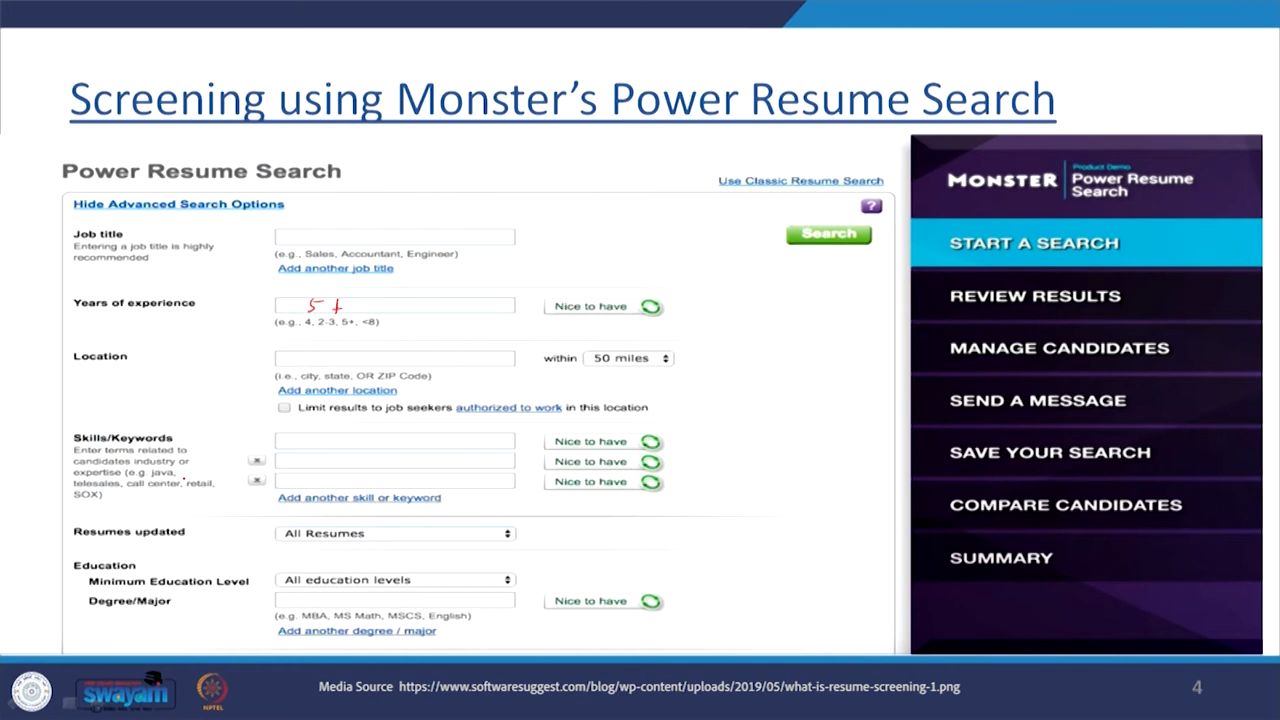 Screening using Monster's Power Resume Search
Power Resume Search
Use Classic Resume Search
Hide Advanced Search Options
?
Job title
Entering a job title is highly
recommended
(e.g., Sales, Accountant, Engineer)
Add another job title
Search
Years of experience
5+
Nice to have
(e.g., 4, 2-3, 5+, <8)
Location
within 50 miles
(i.e., city, state, OR ZIP Code)
Add another location
Limit results to job seekers authorized to work in this location
Skills/Keywords
Enter terms related to
candidates industry or
expertise (e.g. java,
telesales, call center, retail,
SOX)
Nice to have
Nice to have
Nice to have
Add another skill or keyword
Resumes updated
All Resumes
Education
Minimum Education Level
All education levels
Degree/Major
Nice to have
(e.g. MBA, MS Math, MSCS, English)
Add another degree / major
MONSTER
Product Demo
Power Resume
Search
START A SEARCH
REVIEW RESULTS
MANAGE CANDIDATES
SEND A MESSAGE
SAVE YOUR SEARCH
COMPARE CANDIDATES
SUMMARY
swayam
NPTEL
Media Source https://www.softwaresuggest.com/blog/wp-content/uploads/2019/05/what-is-resume-screening-1.png
4